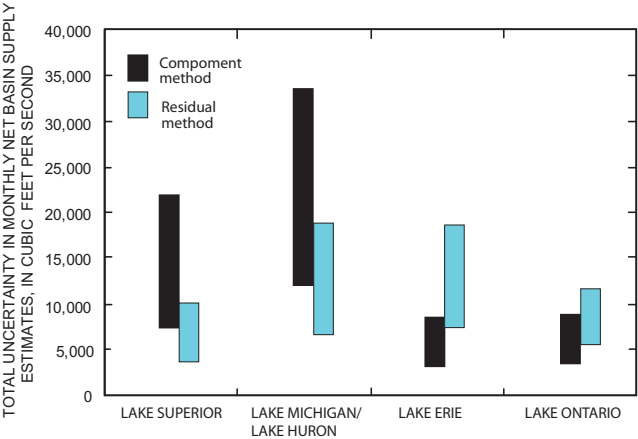 TOTAL UNCERTAINTY IN MONTHLY NET BASIN SUPPLY
ESTIMATES, IN CUBIC FEET PER SECOND
40,000
35,000
30,000
25,000
20,000
15,000
10,000
5,000
0
Compoment
method
Residual
method
LAKE SUPERIOR
LAKE MICHIGAN/
LAKE HURON
LAKE ERIE
LAKE ONTARIO